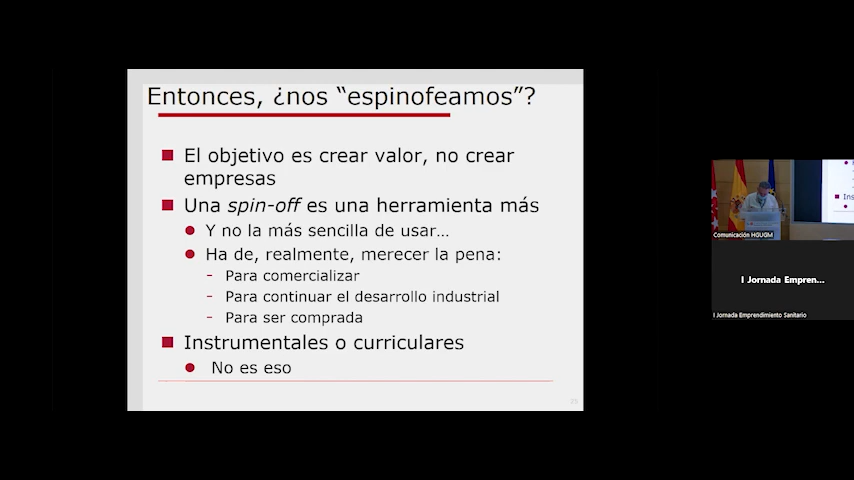 Entonces, ¿nos “espinofeamos”?
El objetivo es crear valor, no crear
empresas
Una spin-off es una herramienta más
Y no la más sencilla de usar...
Ha de, realmente, merecer la pena:
- Para comercializar
- Para continuar el desarrollo industrial
- Para ser comprada
Instrumentales o curriculares
No es eso
Comunicación HGUGM
I Jornada Empren...
I Jornada Emprendimiento Sanitario